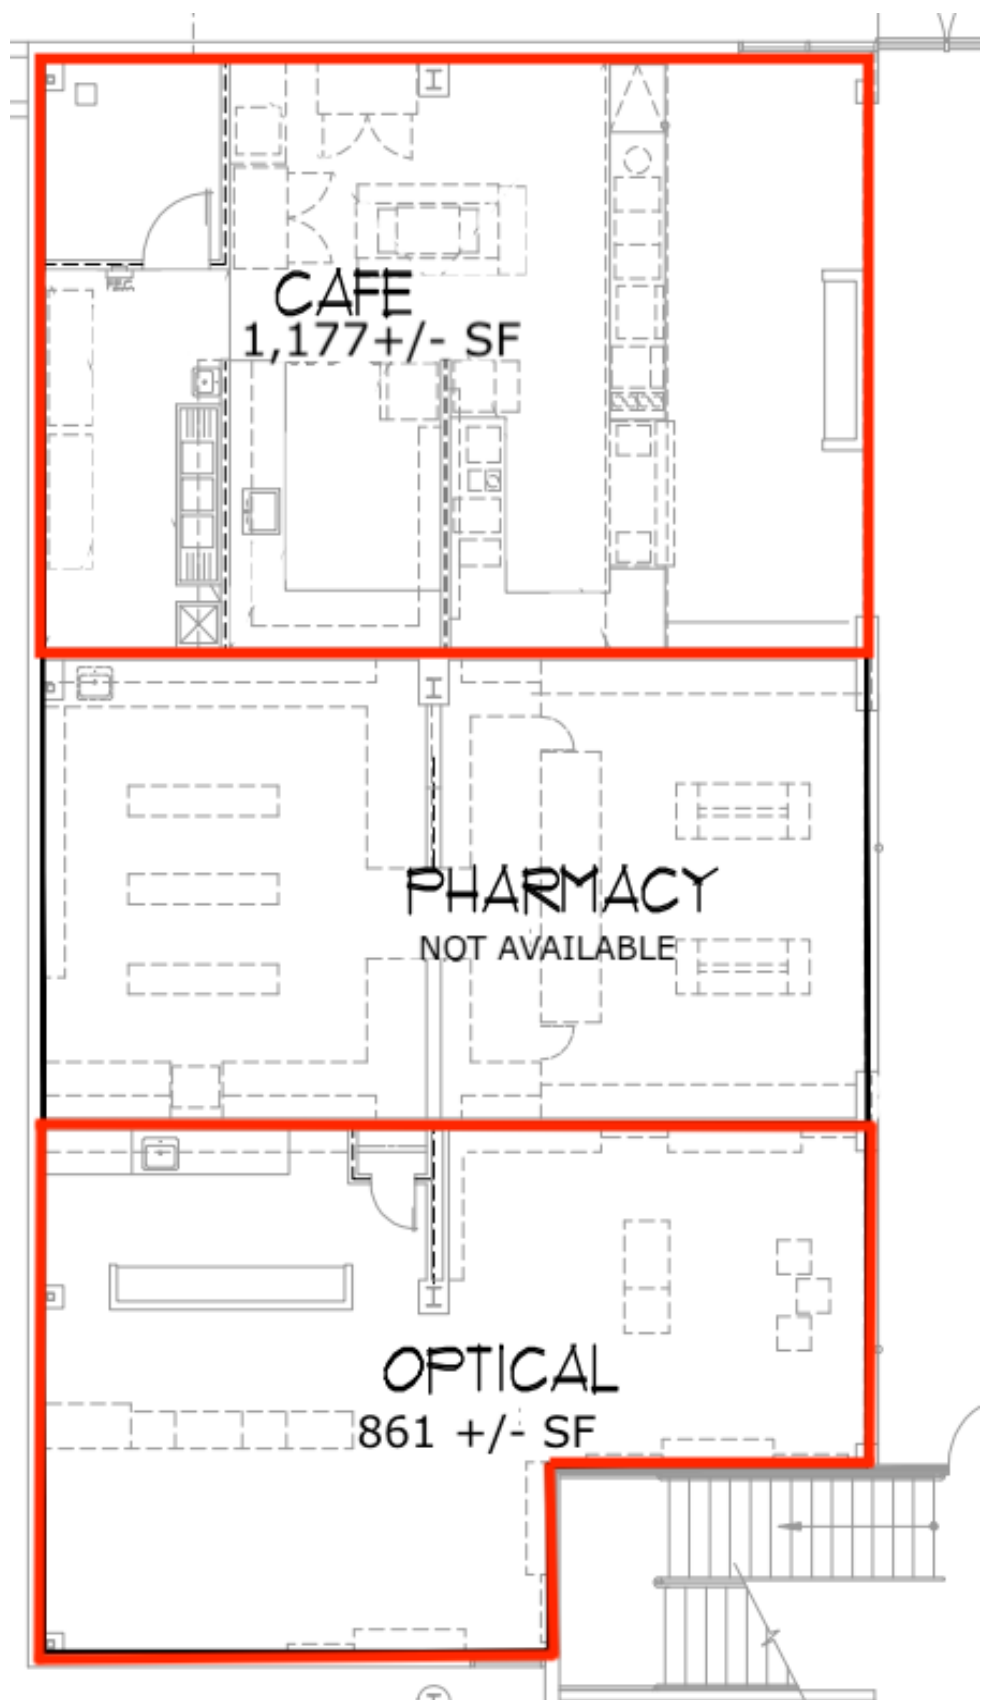 CAFE
1,177+/- SF
PHARMACY
NOT AVAILABLE
OPTICAL
861 +/- SF